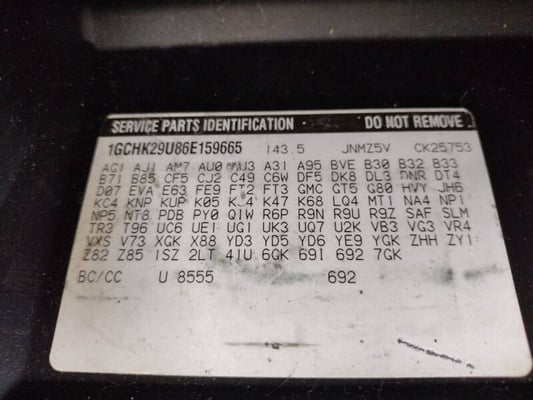 SERVICE PARTS IDENTIFICATION DO NOT REMOVE
1GCHK29U86E159665 143.5 JNMZ5V CK25753
AG1 AJ1 AM7 AU0 AU3 A31 A95 BVE B30 B32 B33
B71 B85 CF5 CJ2 C49 C6W DF5 DK8 DL3 DNR DT4
D07 EVA E63 FE9 FT2 FT3 GMC GT5 G80 HVY JH6
KC4 KNP KUP K05 K47 K68 LQ4 MT1 NA4 NP1
NP5 NT8 PDB PY0 QIW R6P R9N R9U R9Z SAF SLM
TR3 T96 UC6 UE1 UG1 UK3 UQ7 U2K VB3 VG3 VR4
VXS V73 XGK X88 YD3 YD5 YD6 YE9 YGK ZHH ZY1
Z82 Z85 1SZ 2LT 41U 6GK 69I 692 7GK
BC/CC U 8555 692